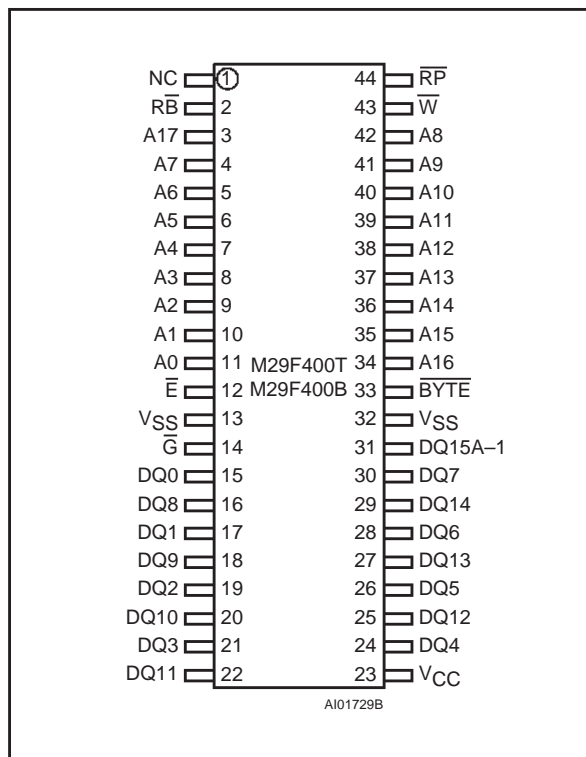 NC 1 44 R̅P̅
RB̅ 2 43 W̅
A17 3 42 A8
A7 4 41 A9
A6 5 40 A10
A5 6 39 A11
A4 7 38 A12
A3 8 37 A13
A2 9 36 A14
A1 10 35 A15
A0 11 M29F400T 34 A16
E̅ 12 M29F400B 33 B̅Y̅T̅E̅
VSS 13 32 VSS
G̅ 14 31 DQ15A–1
DQ0 15 30 DQ7
DQ8 16 29 DQ14
DQ1 17 28 DQ6
DQ9 18 27 DQ13
DQ2 19 26 DQ5
DQ10 20 25 DQ12
DQ3 21 24 DQ4
DQ11 22 23 VCC
AI01729B